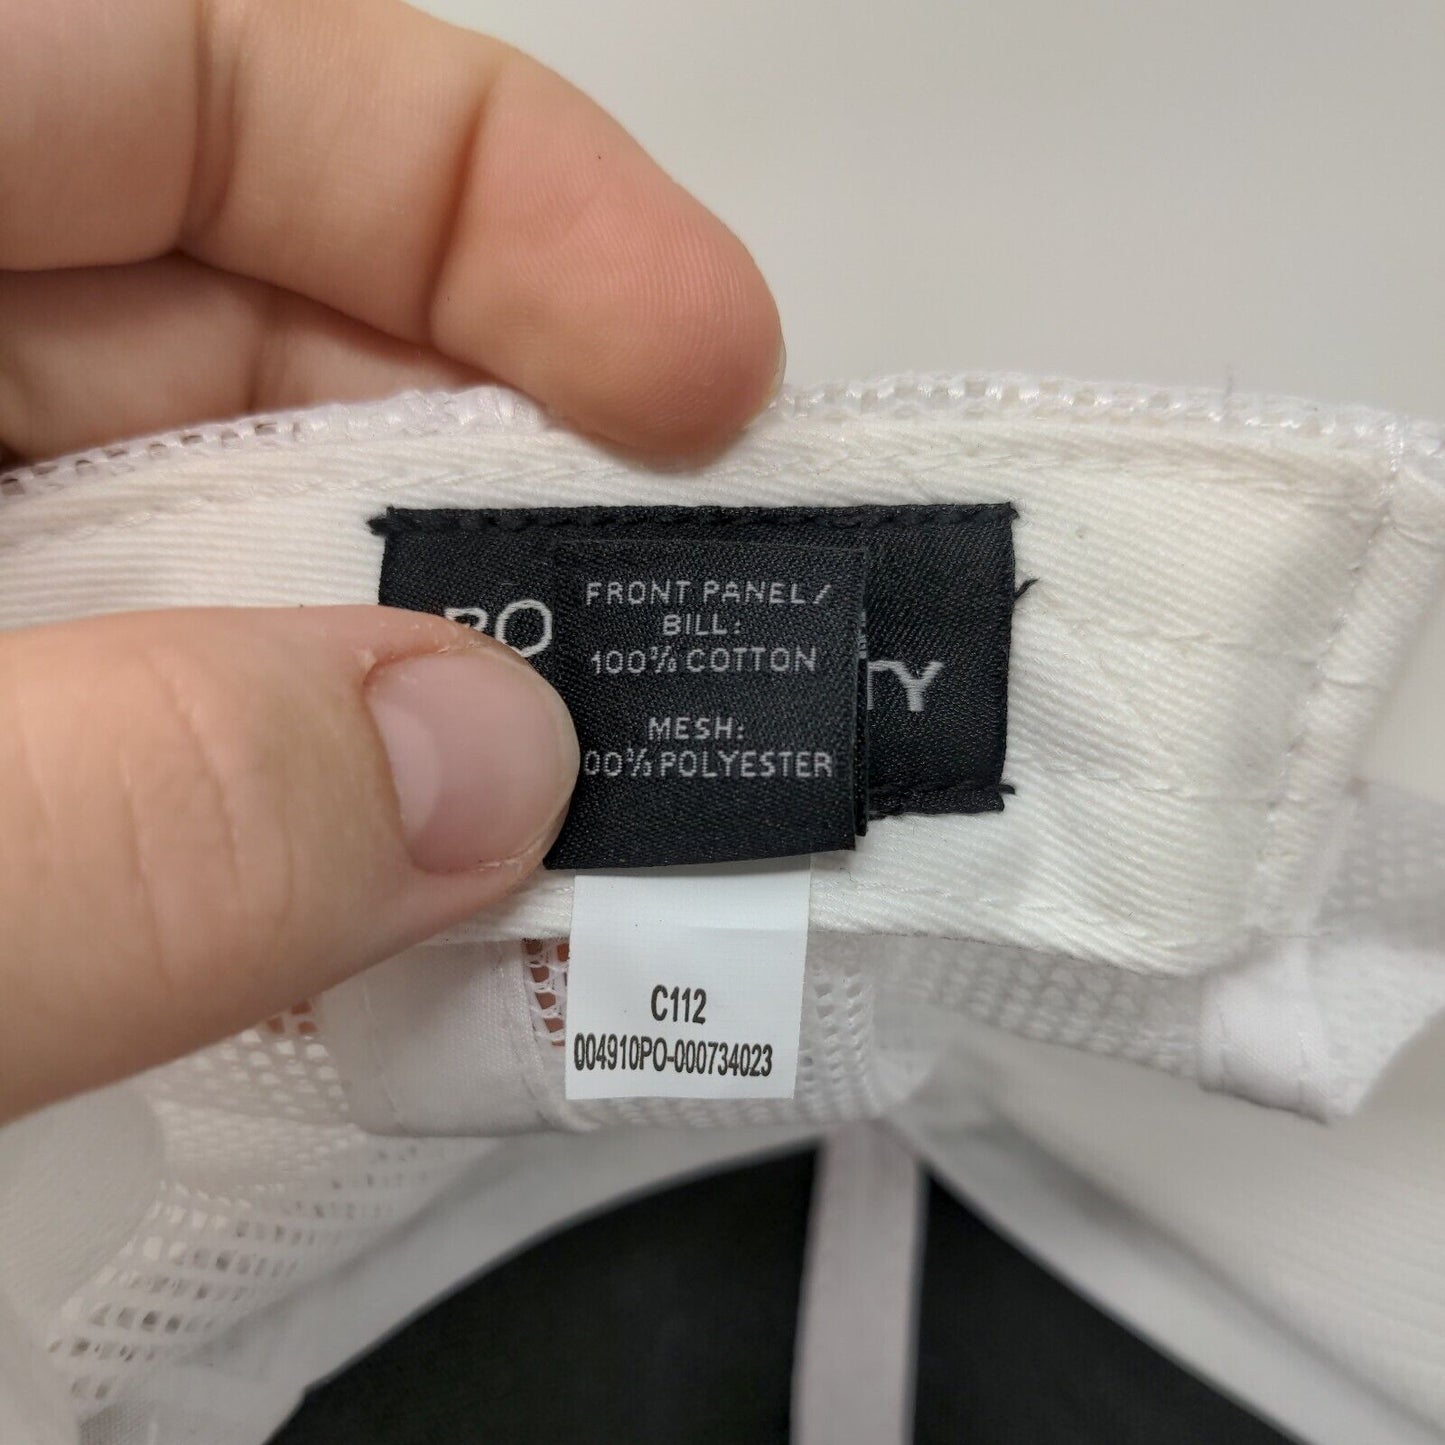 FRONT PANEL/
BILL:
100% COTTON
MESH:
00% POLYESTER
C112
004910PO-000734023